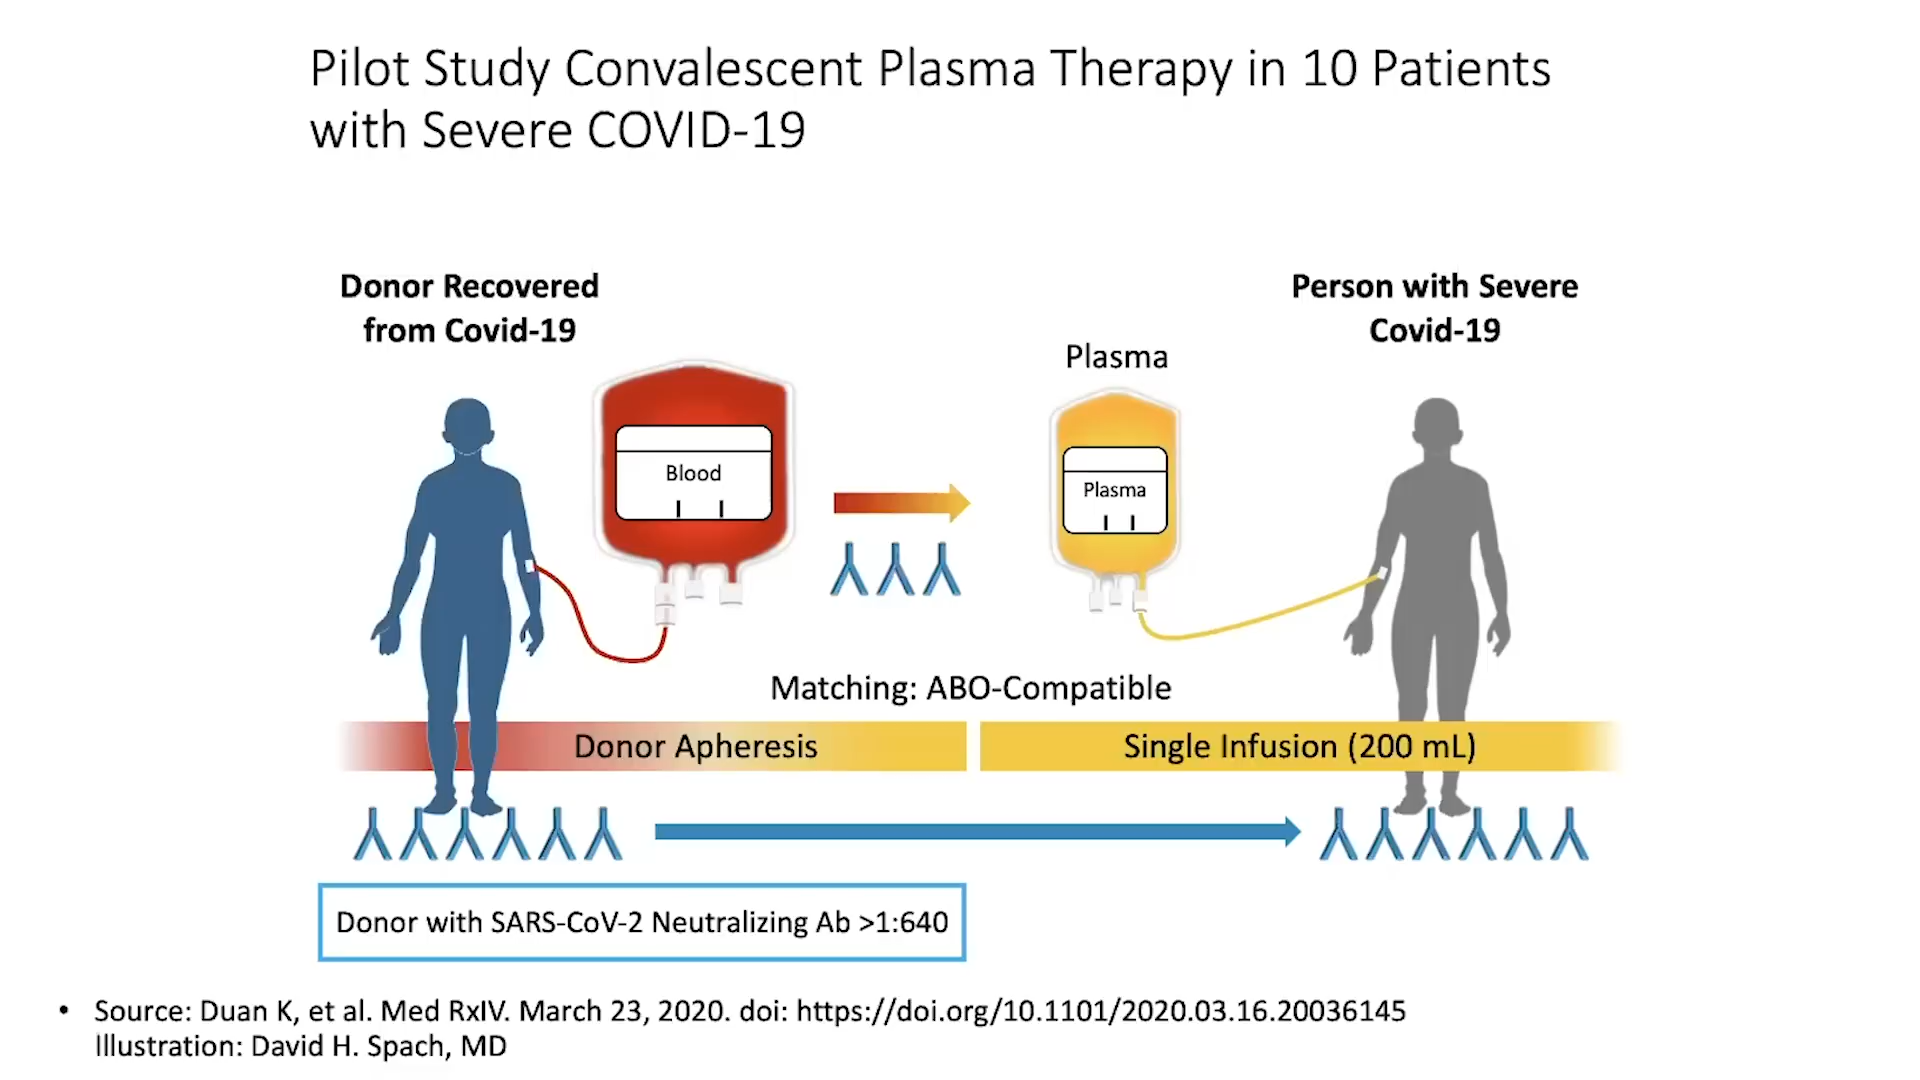 Pilot Study Convalescent Plasma Therapy in 10 Patients
with Severe COVID-19
Donor Recovered
from Covid-19
Person with Severe
Covid-19
Plasma
Blood
Plasma
Matching: ABO-Compatible
Donor Apheresis
Single Infusion (200 mL)
Donor with SARS-CoV-2 Neutralizing Ab >1:640
• Source: Duan K, et al. Med RxIV. March 23, 2020. doi: https://doi.org/10.1101/2020.03.16.20036145
Illustration: David H. Spach, MD